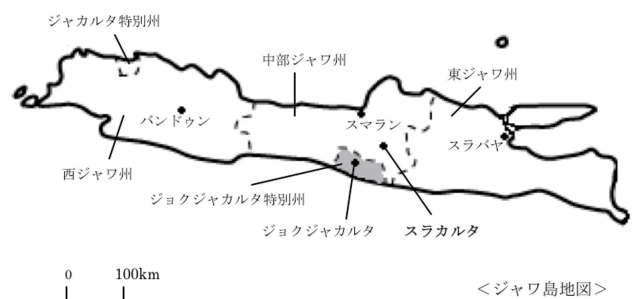 ジャカルタ特別州
中部ジャワ州
東ジャワ州
バンドゥン
スマラン
スラバヤ
西ジャワ州
ジョクジャカルタ特別州
ジョクジャカルタ
スラカルタ
0 100km
＜ジャワ島地図＞